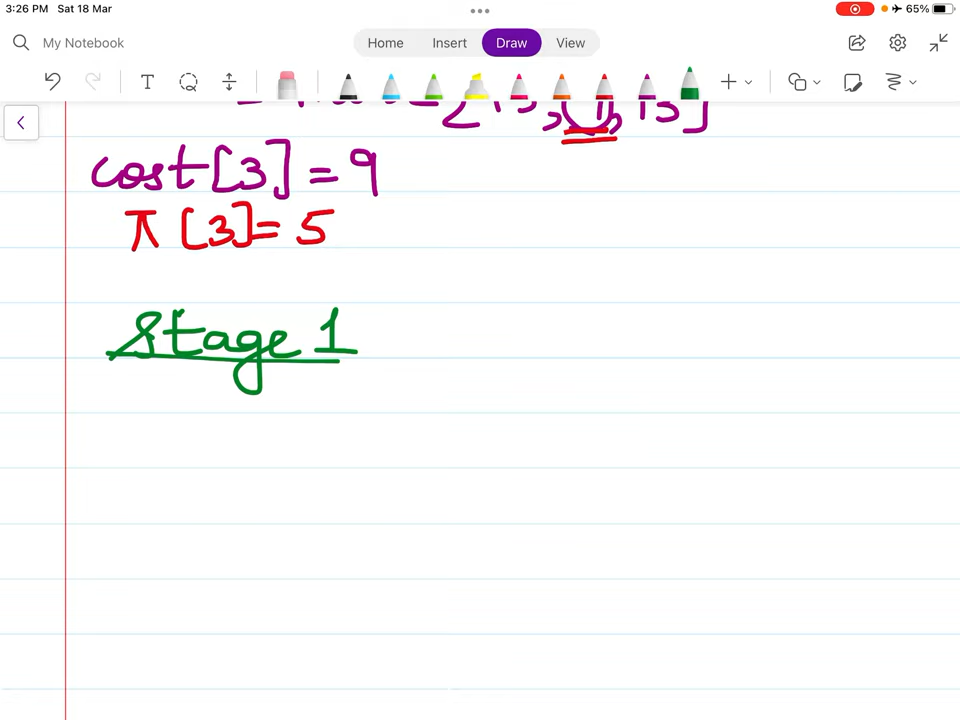 3:26 PM Sat 18 Mar 65%
My Notebook Home Insert Draw View
cost[3] = 9
π[3] = 5
Stage 1